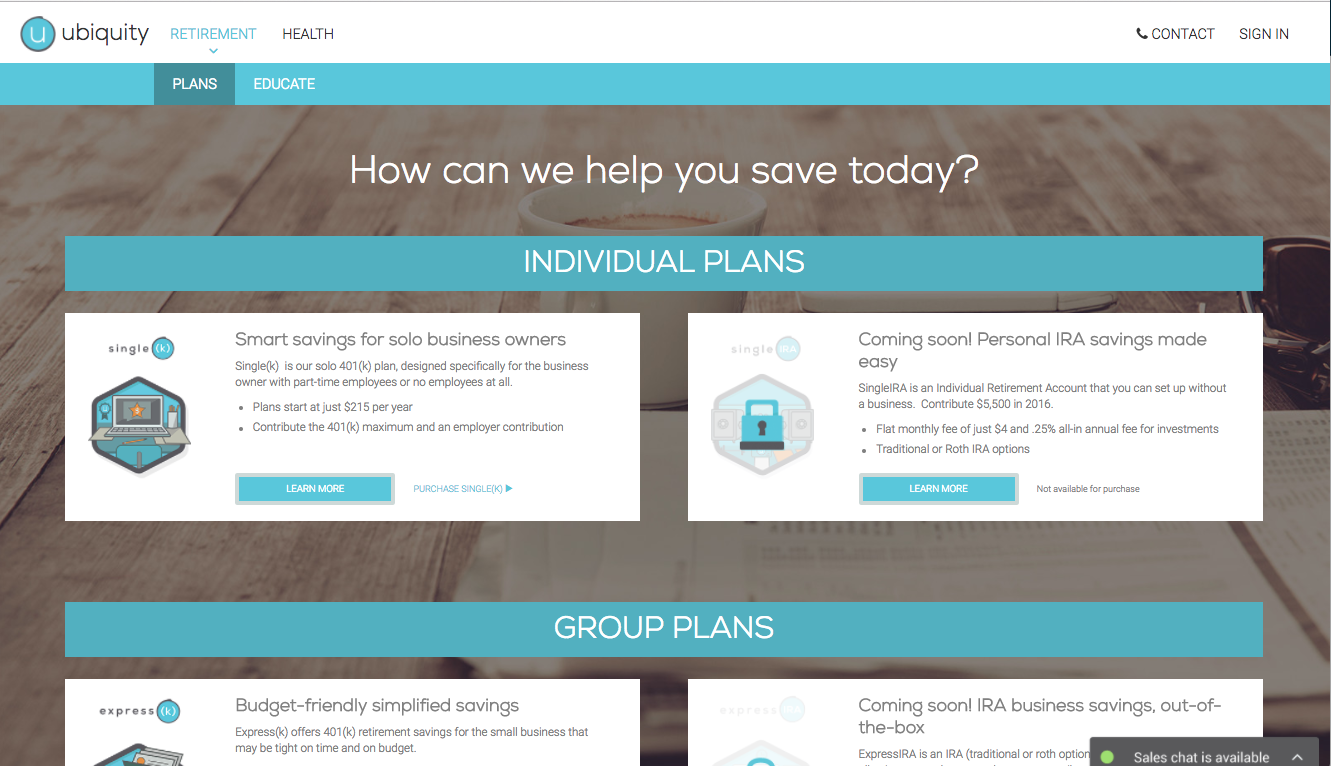 u ubiquity RETIREMENT HEALTH CONTACT SIGN IN
PLANS EDUCATE
How can we help you save today?
INDIVIDUAL PLANS
single (k)
Smart savings for solo business owners
Single(k) is our solo 401(k) plan, designed specifically for the business
owner with part-time employees or no employees at all.
• Plans start at just $215 per year
• Contribute the 401(k) maximum and an employer contribution
LEARN MORE PURCHASE SINGLE(K)
single IRA
Coming soon! Personal IRA savings made
easy
SingleIRA is an Individual Retirement Account that you can set up without
a business. Contribute $5,500 in 2016.
• Flat monthly fee of just $4 and .25% all-in annual fee for investments
• Traditional or Roth IRA options
LEARN MORE Not available for purchase
GROUP PLANS
express (k)
Budget-friendly simplified savings
Express(k) offers 401(k) retirement savings for the small business that
may be tight on time and on budget.
express IRA
Coming soon! IRA business savings, out-of-
the-box
ExpressIRA is an IRA (traditional or roth option
Sales chat is available